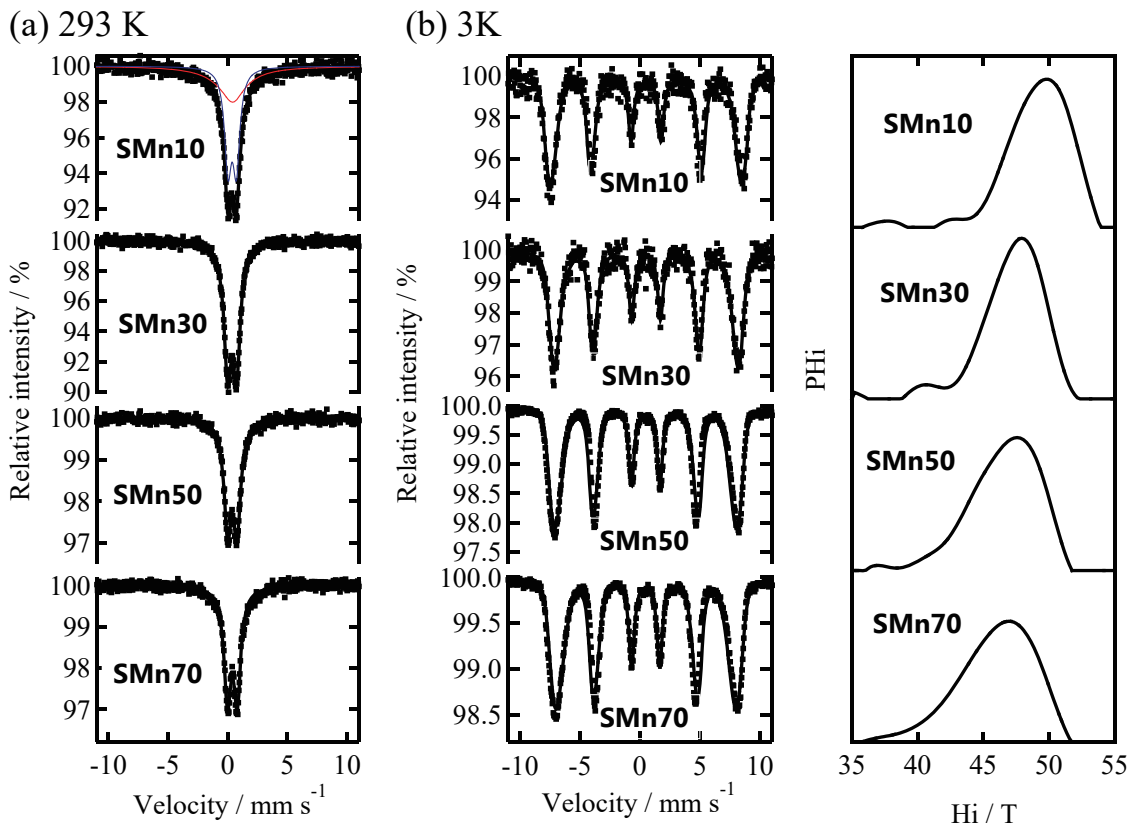 (a) 293 K
100
98
96
94
92
SMn10
100
98
96
94
92
90
SMn30
100
99
98
97
SMn50
100
99
98
97
SMn70
-10 -5 0 5 10
Velocity / mm s⁻¹
Relative intensity / %
(b) 3K
100
98
96
94
SMn10
100
99
98
97
96
SMn30
100.0
99.5
99.0
98.5
98.0
97.5
SMn50
100.0
99.5
99.0
98.5
SMn70
-10 -5 0 5 10
Velocity / mm s⁻¹
Relative intensity / %
SMn10
SMn30
SMn50
SMn70
PHi
35 40 45 50 55
Hi / T